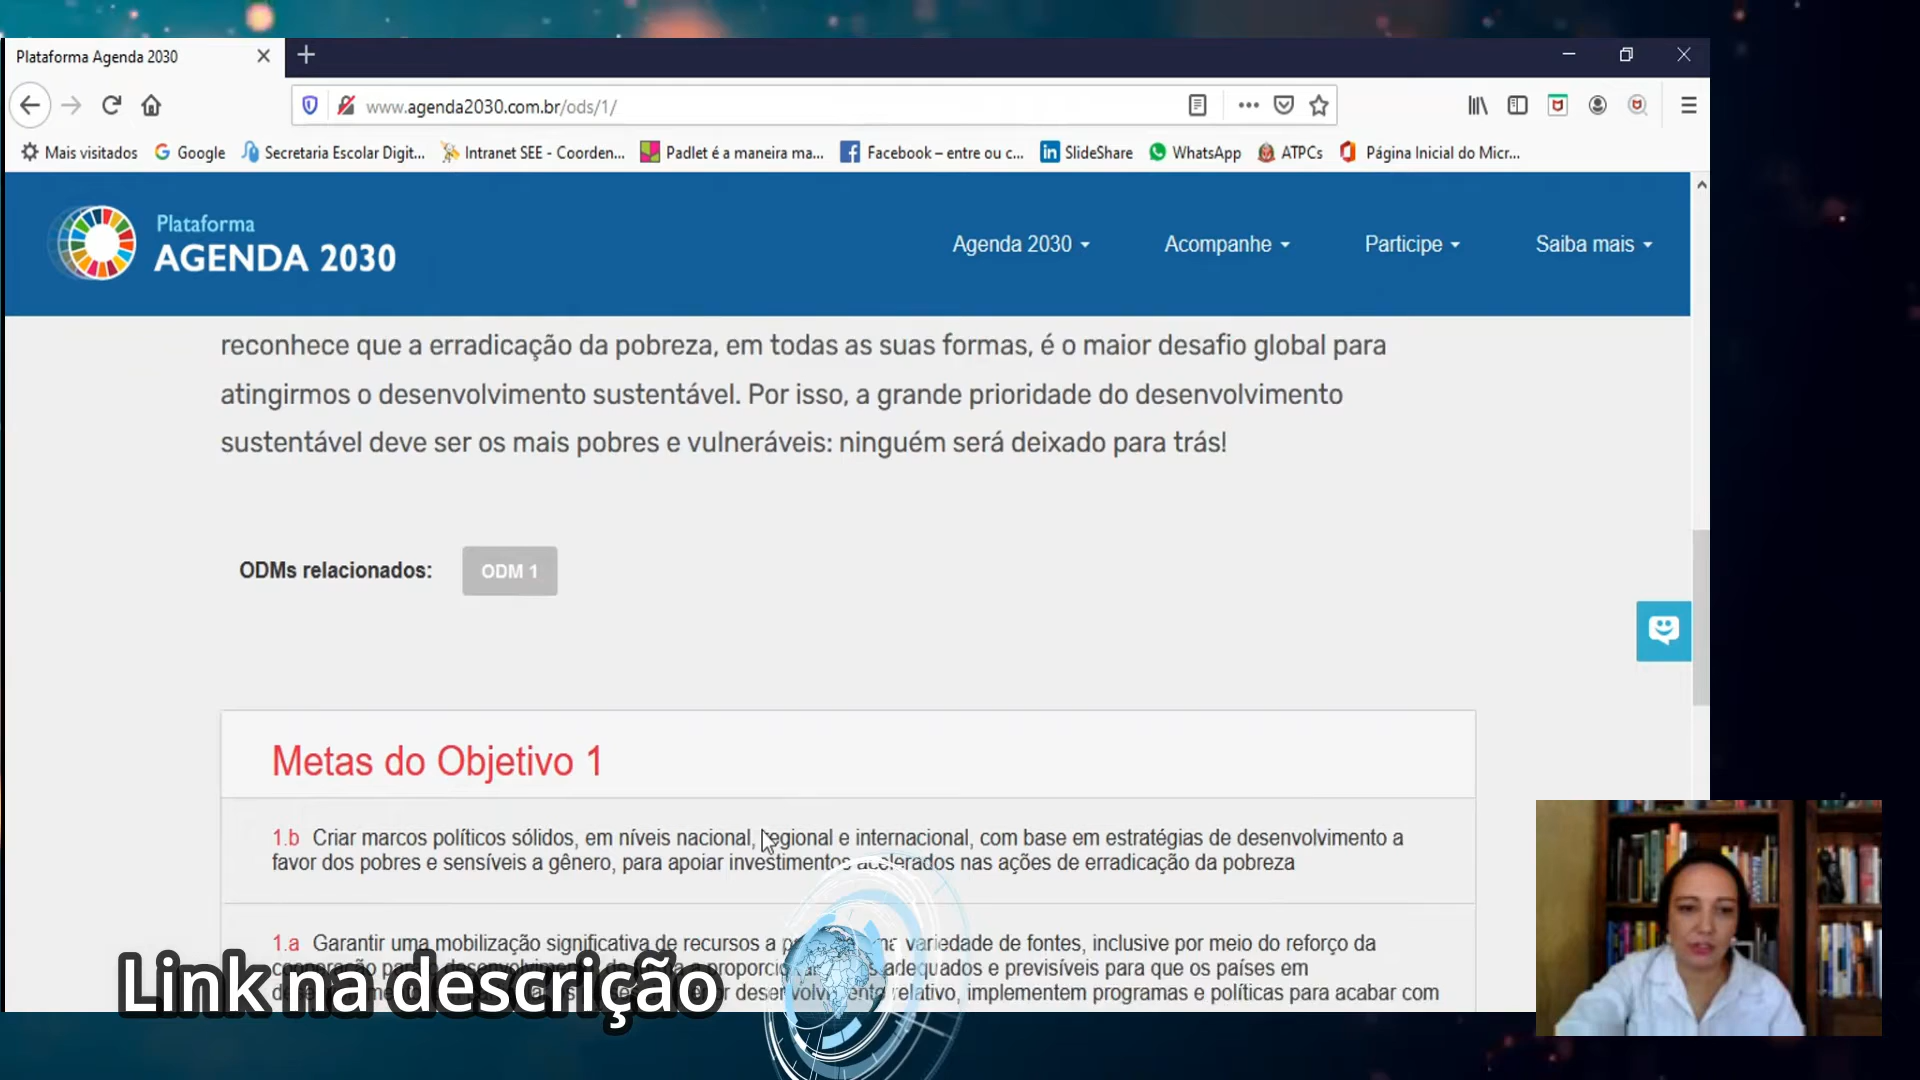 Plataforma Agenda 2030
www.agenda2030.com.br/ods/1/
Mais visitados Google Secretaria Escolar Digit... Intranet SEE - Coorden... Padlet é a maneira ma... Facebook – entre ou c... SlideShare WhatsApp ATPCs Página Inicial do Micr...
Plataforma
AGENDA 2030
Agenda 2030 Acompanhe Participe Saiba mais
reconhece que a erradicação da pobreza, em todas as suas formas, é o maior desafio global para
atingirmos o desenvolvimento sustentável. Por isso, a grande prioridade do desenvolvimento
sustentável deve ser os mais pobres e vulneráveis: ninguém será deixado para trás!
ODMs relacionados: ODM 1
Metas do Objetivo 1
1.b Criar marcos políticos sólidos, em níveis nacional, regional e internacional, com base em estratégias de desenvolvimento a
favor dos pobres e sensíveis a gênero, para apoiar investimentos acelerados nas ações de erradicação da pobreza
1.a Garantir uma mobilização significativa de recursos a variedade de fontes, inclusive por meio do reforço da
adequados e previsíveis para que os países em
relativo, implementem programas e políticas para acabar com
Link na descrição